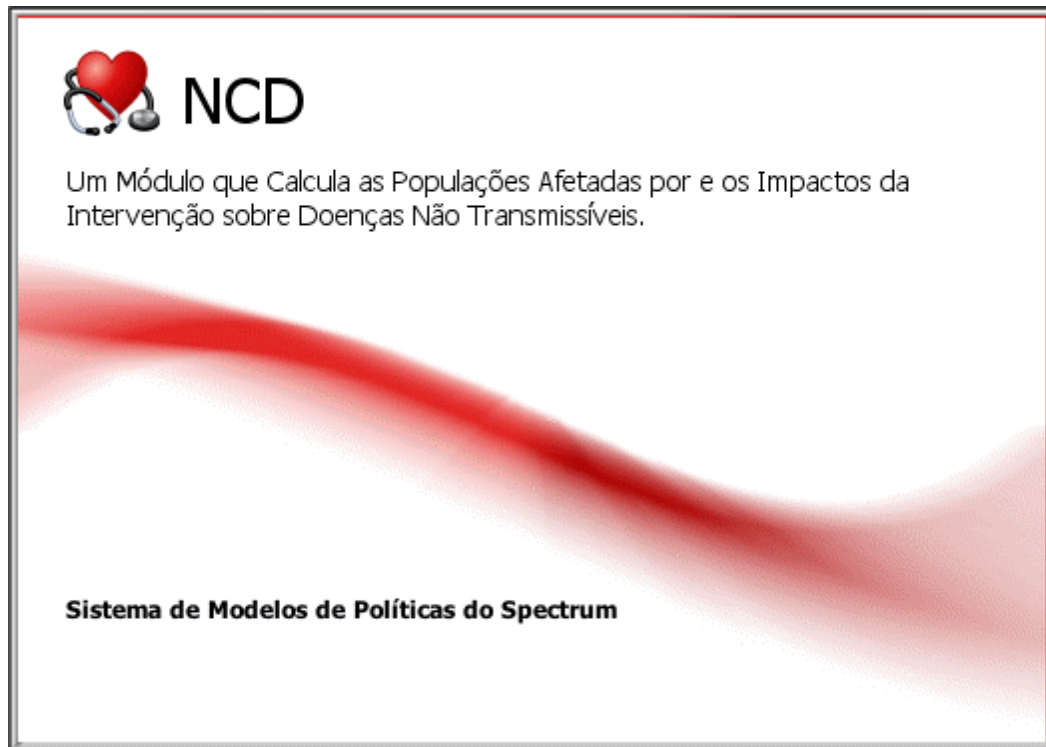 NCD
Um Módulo que Calcula as Populações Afetadas por e os Impactos da
Intervenção sobre Doenças Não Transmissíveis.
Sistema de Modelos de Políticas do Spectrum